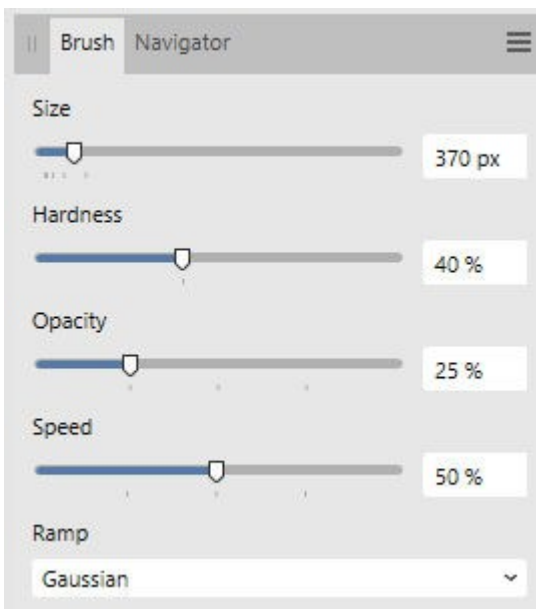 Brush Navigator
Size
370 px
Hardness
40 %
Opacity
25 %
Speed
50 %
Ramp
Gaussian